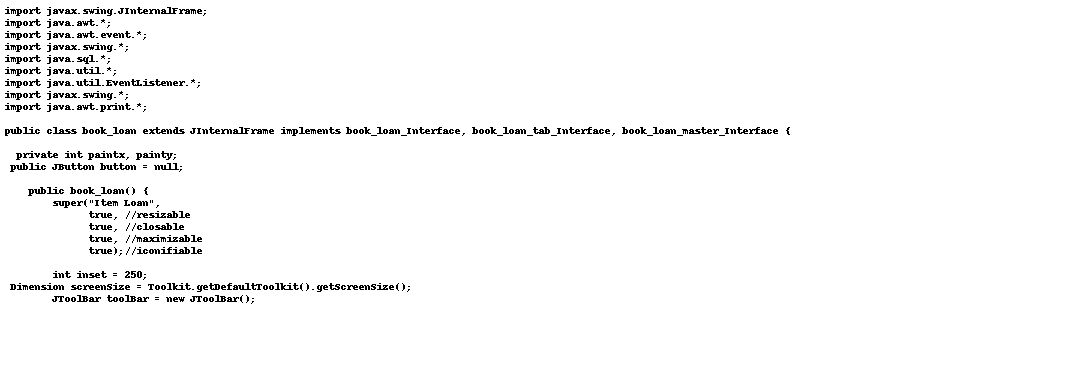 import javax.swing.JInternalFrame;
import java.awt.*;
import java.awt.event.*;
import javax.swing.*;
import java.sql.*;
import java.util.*;
import java.util.EventListener.*;
import javax.swing.*;
import java.awt.print.*;
public class book_loan extends JInternalFrame implements book_loan_Interface, book_loan_tab_Interface, book_loan_master_Interface {
private int paintx, painty;
public JButton button = null;
public book_loan() {
super("Item Loan",
true, //resizable
true, //closable
true, //maximizable
true);//iconifiable
int inset = 250;
Dimension screenSize = Toolkit.getDefaultToolkit().getScreenSize();
JToolBar toolBar = new JToolBar();